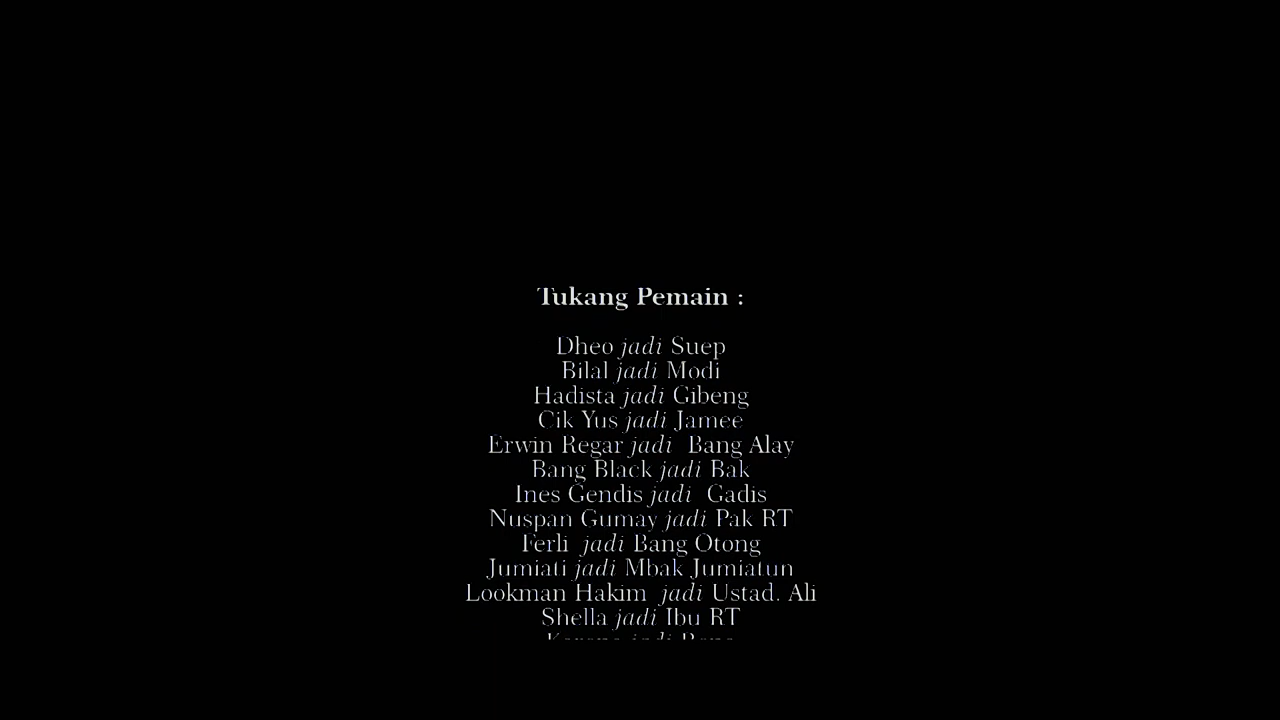 Tukang Pemain :
Dheo jadi Suep
Bilal jadi Modi
Hadista jadi Gibeng
Cik Yus jadi Jamee
Erwin Regar jadi Bang Alay
Bang Black jadi Bak
Ines Gendis jadi Gadis
Nuspan Gumay jadi Pak RT
Ferli jadi Bang Otong
Jumiati jadi Mbak Jumiatun
Lookman Hakim jadi Ustad. Ali
Shella jadi Ibu RT
jadi